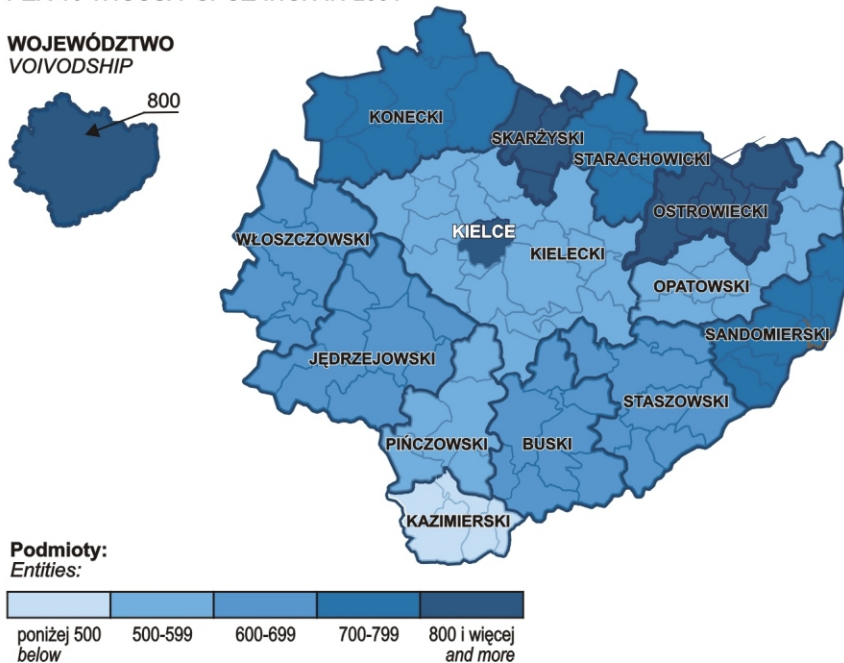 WOJEWÓDZTWO
VOIVODSHIP
800
KONECKI
SKARŻYSKI
STARACHOWICKI
OSTROWIECKI
KIELCE
WŁOSZCZOWSKI
KIELECKI
OPATOWSKI
SANDOMIERSKI
JĘDRZEJOWSKI
STASZOWSKI
PIŃCZOWSKI
BUSKI
KAZIMIERSKI
Podmioty:
Entities:
poniżej 500 500-599 600-699 700-799 800 i więcej
below and more